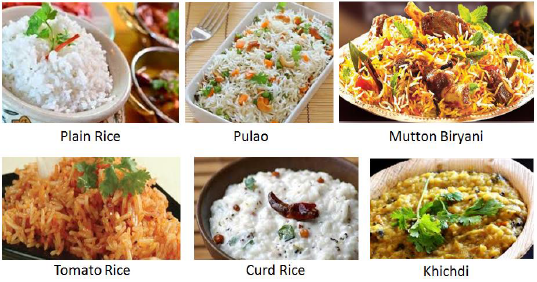 Plain Rice
Pulao
Mutton Biryani
Tomato Rice
Curd Rice
Khichdi